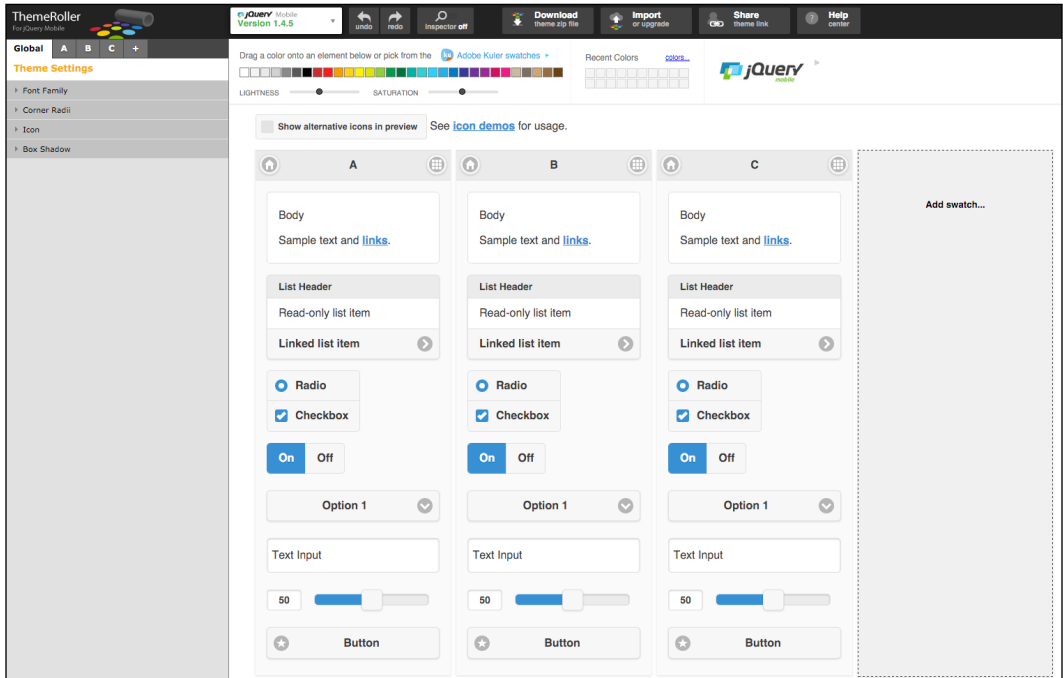 ThemeRoller
For jQuery Mobile
jQuery Mobile
Version 1.4.5
undo
redo
Inspector off
Download
theme zip file
Import
or upgrade
Share
theme link
Help
center
Global A B C +
Theme Settings
Font Family
Corner Radii
Icon
Box Shadow
Drag a color onto an element below or pick from the ku Adobe Kuler swatches
LIGHTNESS SATURATION
Recent Colors colors...
jQuery
mobile
Show alternative icons in preview See icon demos for usage.
A
Body
Sample text and links.
List Header
Read-only list item
Linked list item
Radio
Checkbox
On Off
Option 1
Text Input
50
Button
B
Body
Sample text and links.
List Header
Read-only list item
Linked list item
Radio
Checkbox
On Off
Option 1
Text Input
50
Button
C
Body
Sample text and links.
List Header
Read-only list item
Linked list item
Radio
Checkbox
On Off
Option 1
Text Input
50
Button
Add swatch...